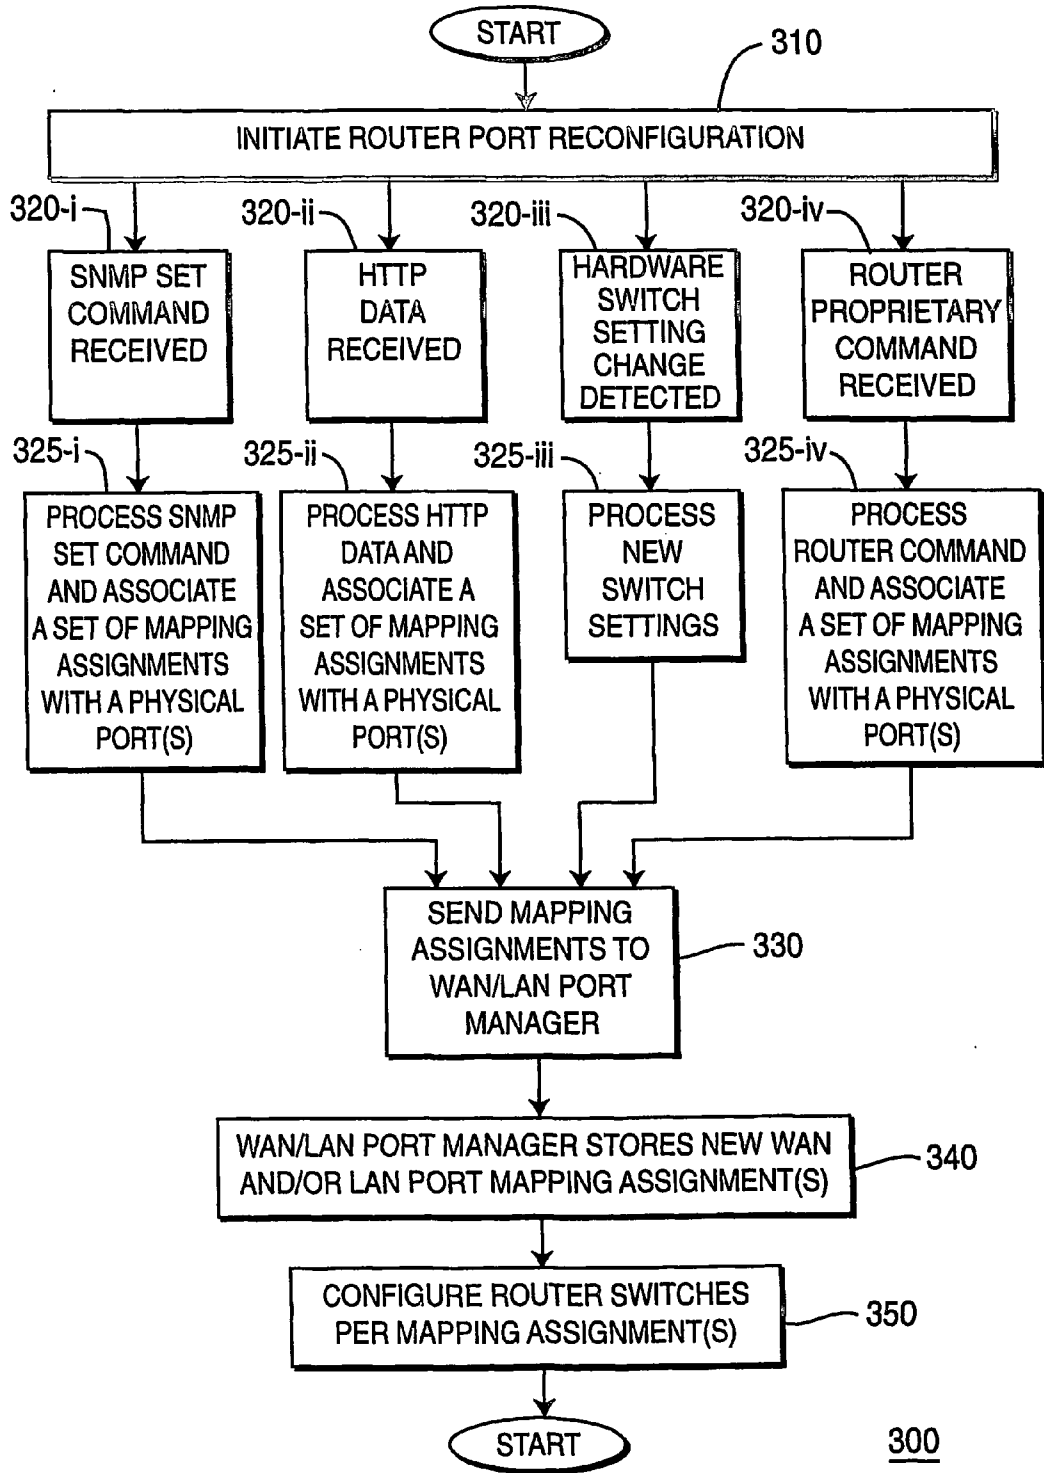 START
310
INITIATE ROUTER PORT RECONFIGURATION
320-i
320-ii
320-iii
320-iv
SNMP SET
COMMAND
RECEIVED
HTTP
DATA
RECEIVED
HARDWARE
SWITCH
SETTING
CHANGE
DETECTED
ROUTER
PROPRIETARY
COMMAND
RECEIVED
325-i
325-ii
325-iii
325-iv
PROCESS SNMP
SET COMMAND
AND ASSOCIATE
A SET OF MAPPING
ASSIGNMENTS
WITH A PHYSICAL
PORT(S)
PROCESS HTTP
DATA AND
ASSOCIATE A
SET OF MAPPING
ASSIGNMENTS
WITH A PHYSICAL
PORT(S)
PROCESS
NEW
SWITCH
SETTINGS
PROCESS
ROUTER COMMAND
AND ASSOCIATE
A SET OF MAPPING
ASSIGNMENTS
WITH A PHYSICAL
PORT(S)
SEND MAPPING
ASSIGNMENTS TO
WAN/LAN PORT
MANAGER
330
WAN/LAN PORT MANAGER STORES NEW WAN
AND/OR LAN PORT MAPPING ASSIGNMENT(S)
340
CONFIGURE ROUTER SWITCHES
PER MAPPING ASSIGNMENT(S)
350
START
300